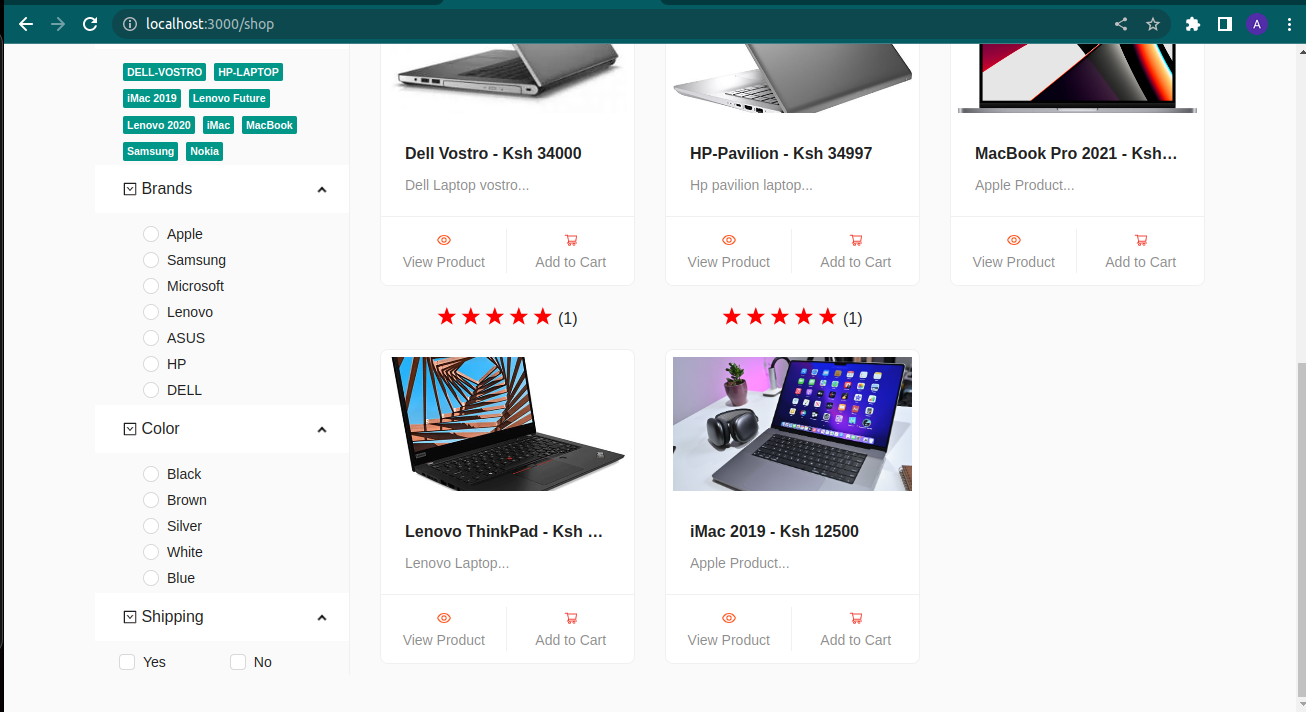 localhost:3000/shop
A
DELL-VOSTRO HP-LAPTOP
iMac 2019 Lenovo Future
Lenovo 2020 iMac MacBook
Samsung Nokia
Brands
Apple
Samsung
Microsoft
Lenovo
ASUS
HP
DELL
Color
Black
Brown
Silver
White
Blue
Shipping
Yes No
Dell Vostro - Ksh 34000
Dell Laptop vostro...
View Product Add to Cart
HP-Pavilion - Ksh 34997
Hp pavilion laptop...
View Product Add to Cart
MacBook Pro 2021 - Ksh...
Apple Product...
View Product Add to Cart
(1)
(1)
Lenovo ThinkPad - Ksh ...
Lenovo Laptop...
View Product Add to Cart
iMac 2019 - Ksh 12500
Apple Product...
View Product Add to Cart